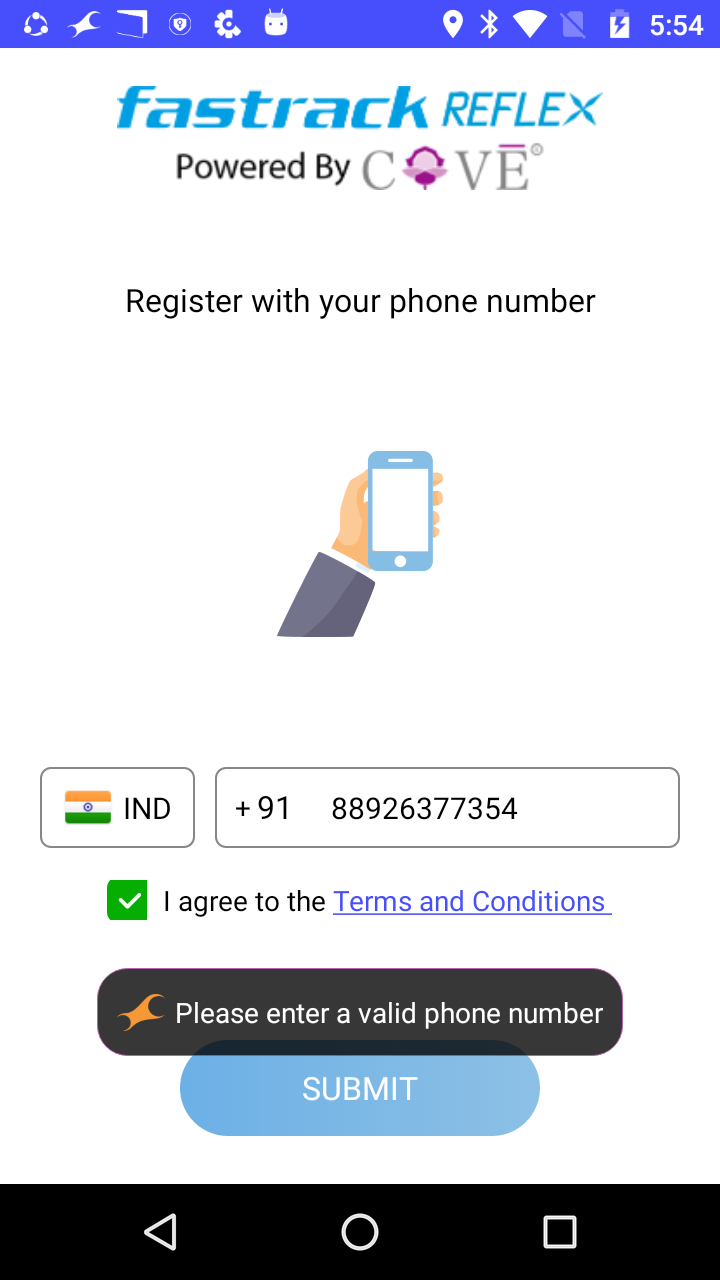 5:54
fastrack REFLEX
Powered By COVE®
Register with your phone number
IND + 91 88926377354
I agree to the Terms and Conditions
Please enter a valid phone number
SUBMIT